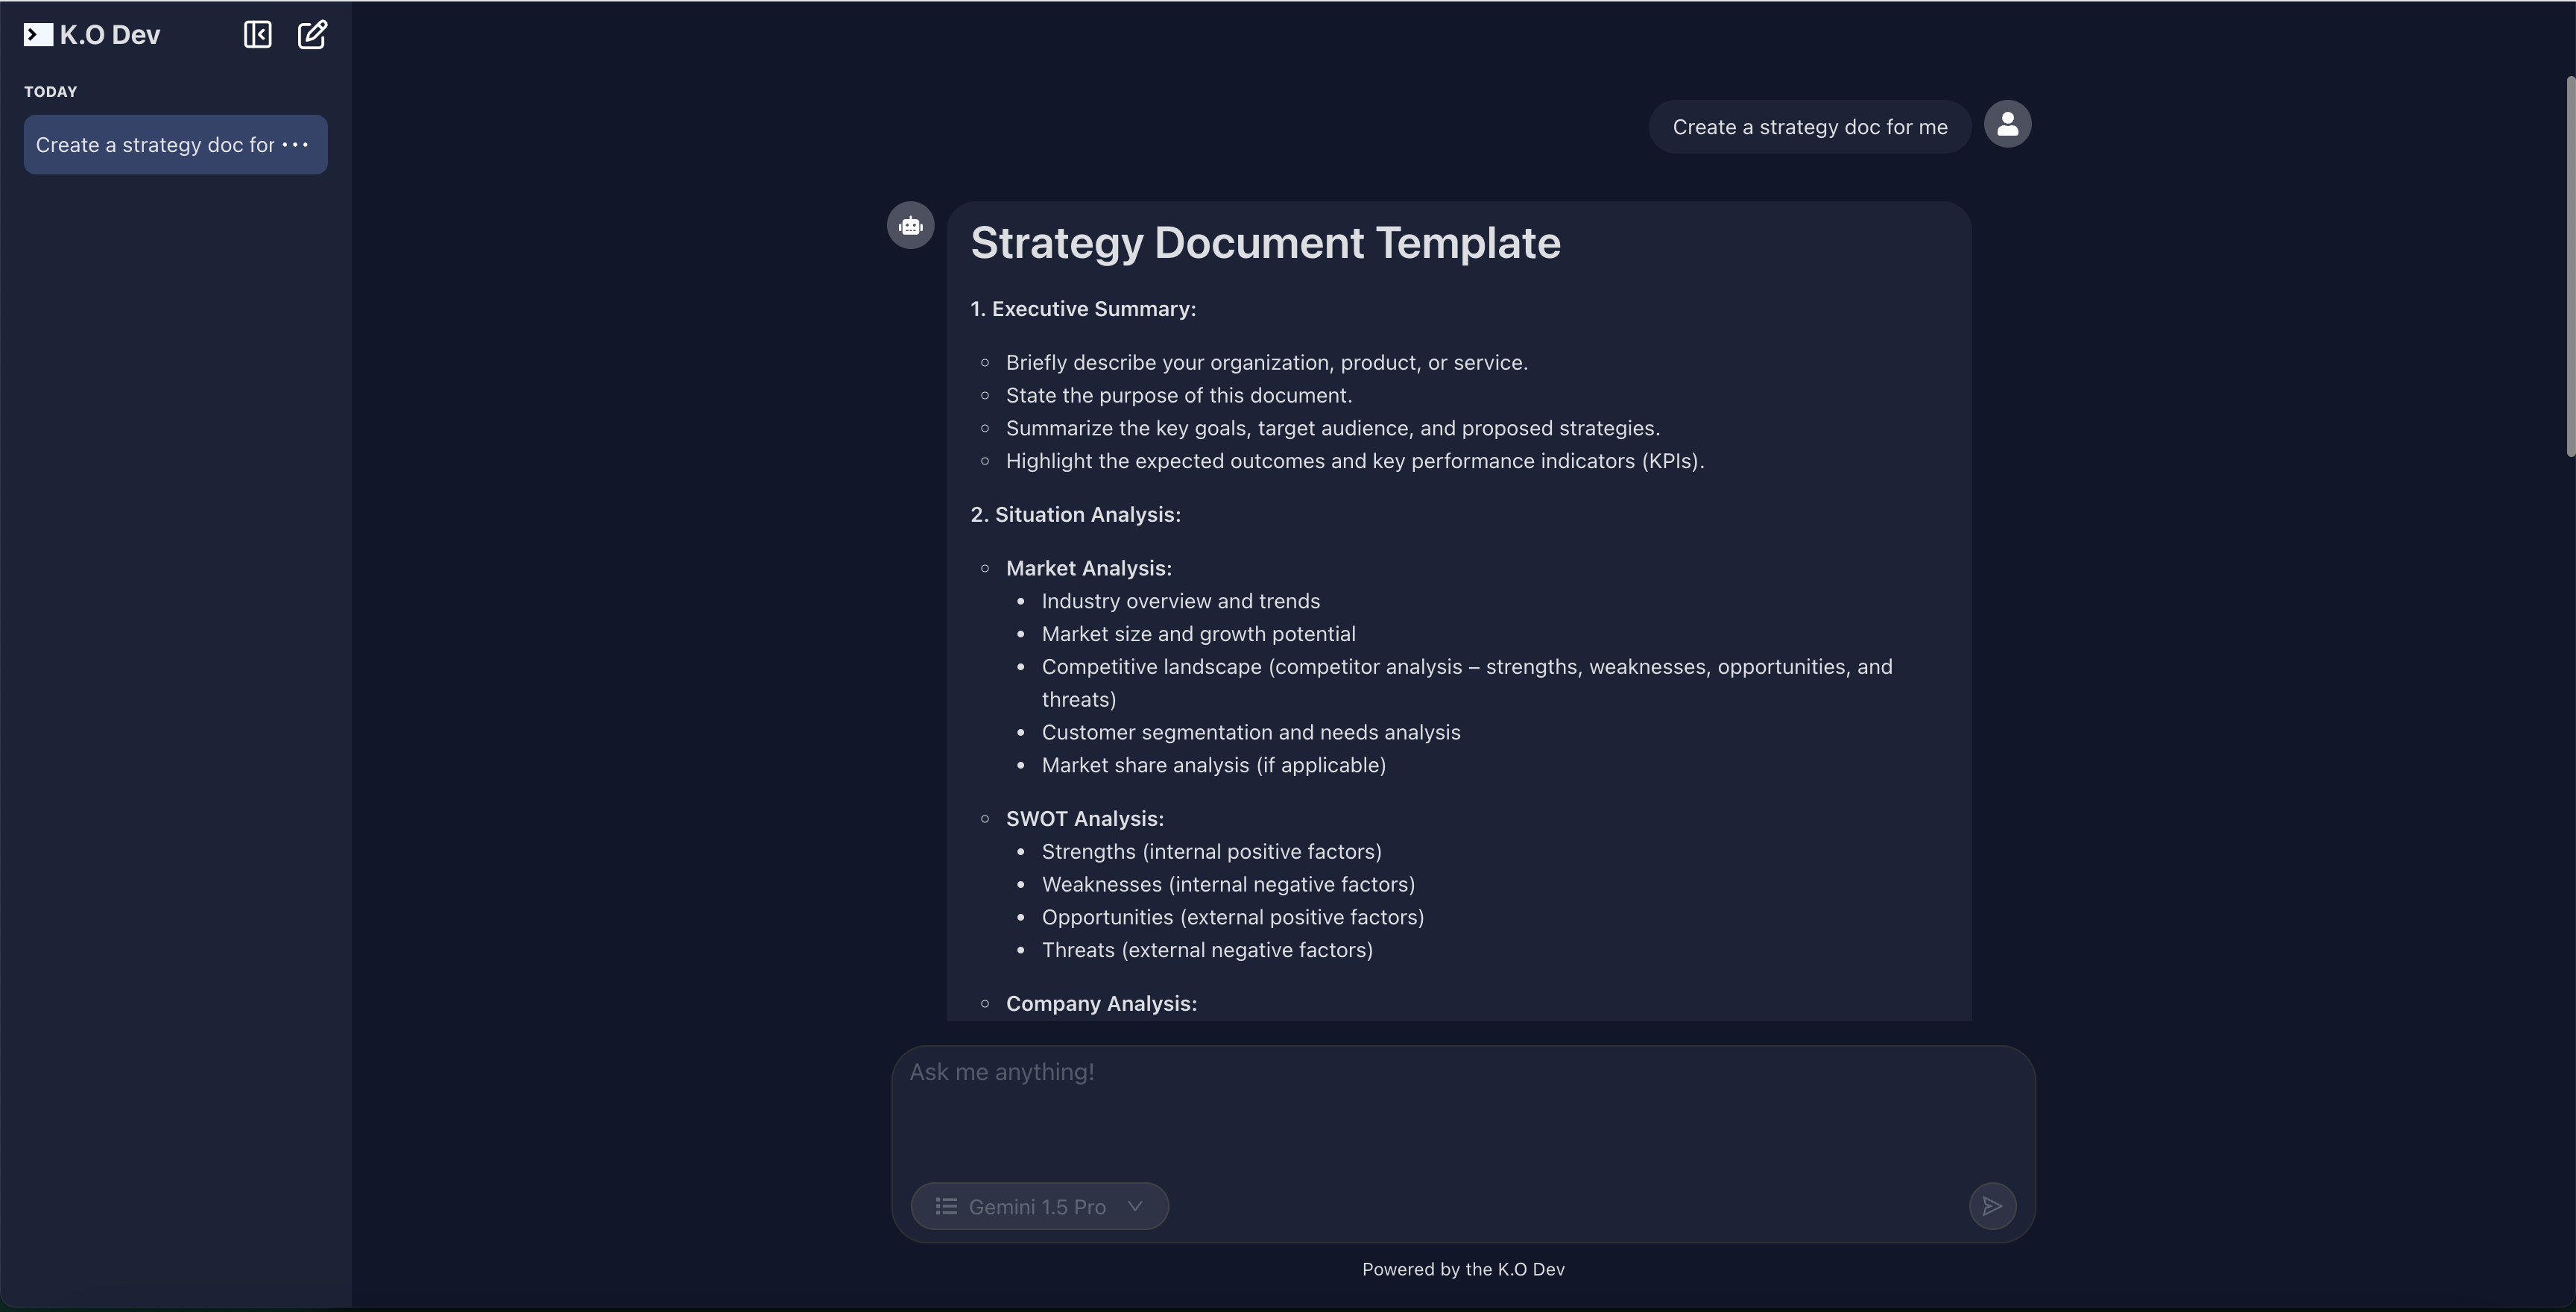 K.O Dev
TODAY
Create a strategy doc for ···
Create a strategy doc for me
Strategy Document Template
1. Executive Summary:
Briefly describe your organization, product, or service.
State the purpose of this document.
Summarize the key goals, target audience, and proposed strategies.
Highlight the expected outcomes and key performance indicators (KPIs).
2. Situation Analysis:
Market Analysis:
Industry overview and trends
Market size and growth potential
Competitive landscape (competitor analysis – strengths, weaknesses, opportunities, and
threats)
Customer segmentation and needs analysis
Market share analysis (if applicable)
SWOT Analysis:
Strengths (internal positive factors)
Weaknesses (internal negative factors)
Opportunities (external positive factors)
Threats (external negative factors)
Company Analysis:
Ask me anything!
Gemini 1.5 Pro
Powered by the K.O Dev